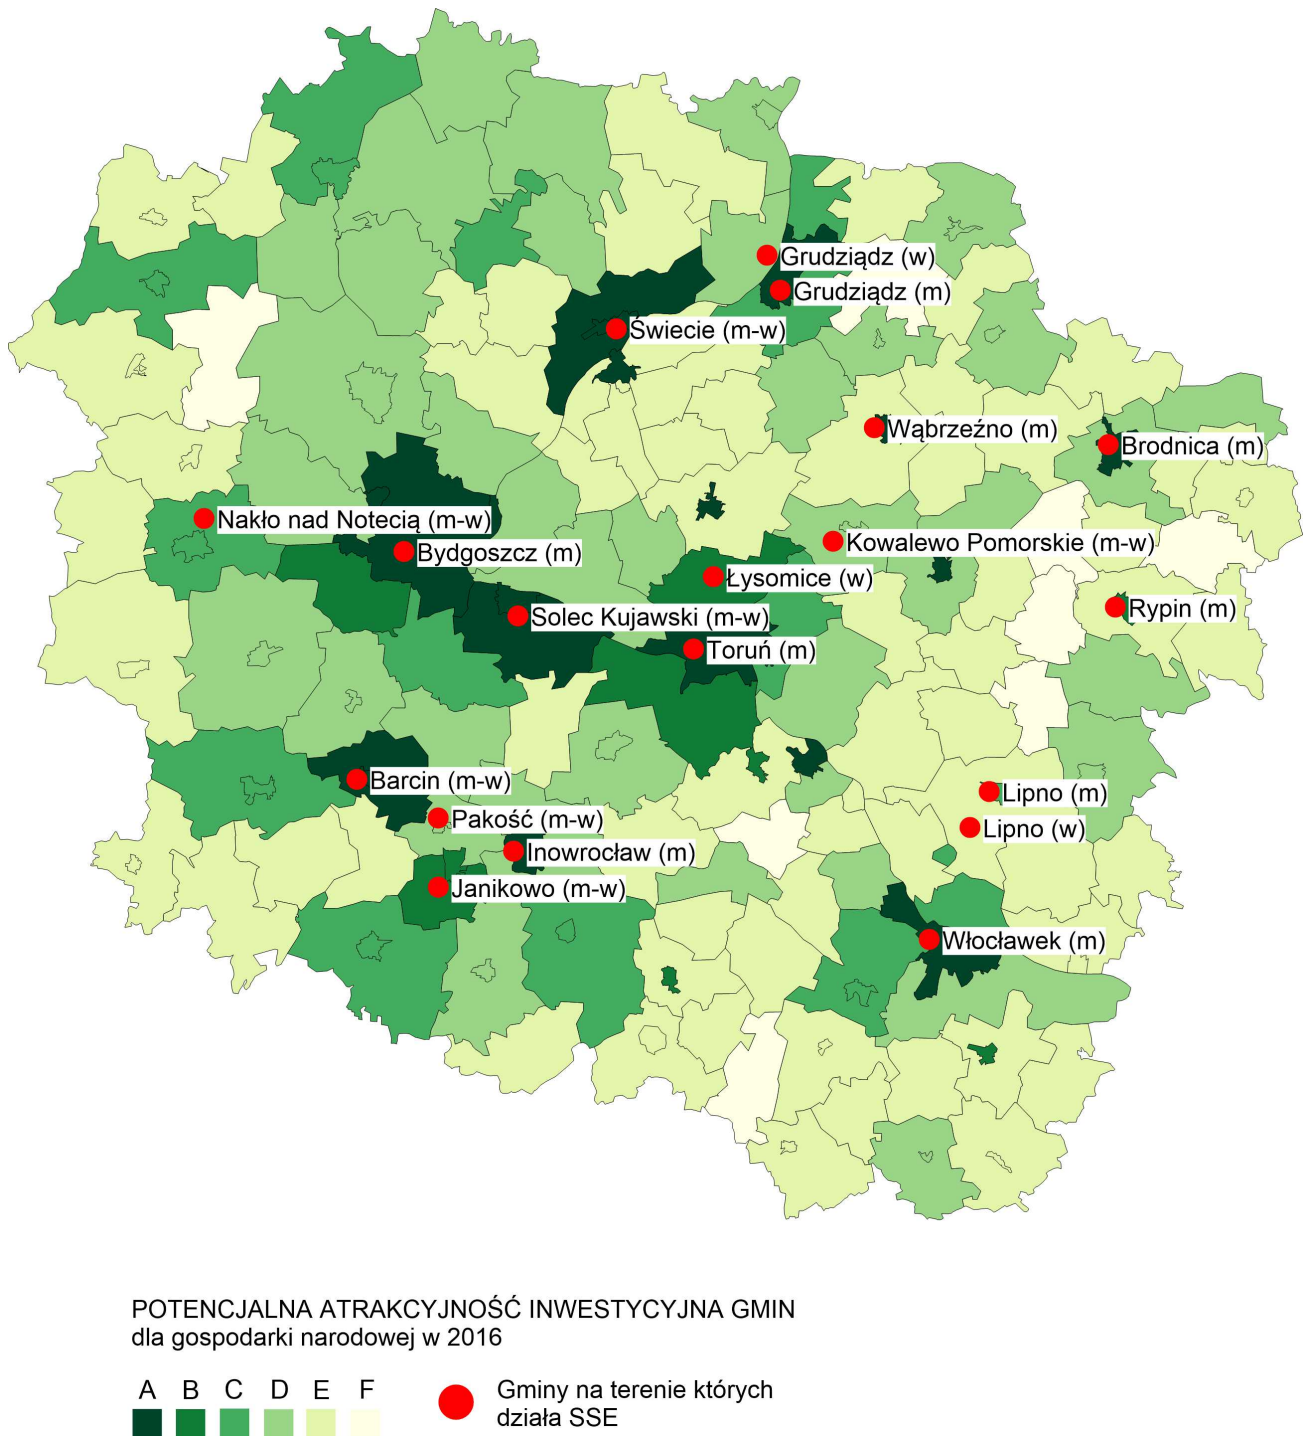 Grudziądz (w)
Grudziądz (m)
Świecie (m-w)
Wąbrzeźno (m)
Brodnica (m)
Nakło nad Notecią (m-w)
Bydgoszcz (m)
Kowalewo Pomorskie (m-w)
Łysomice (w)
Rypin (m)
Solec Kujawski (m-w)
Toruń (m)
Barcin (m-w)
Lipno (m)
Pakość (m-w)
Lipno (w)
Inowrocław (m)
Janikowo (m-w)
Włocławek (m)
POTENCJALNA ATRAKCYJNOŚĆ INWESTYCYJNA GMIN
dla gospodarki narodowej w 2016
A B C D E F
Gminy na terenie których
działa SSE